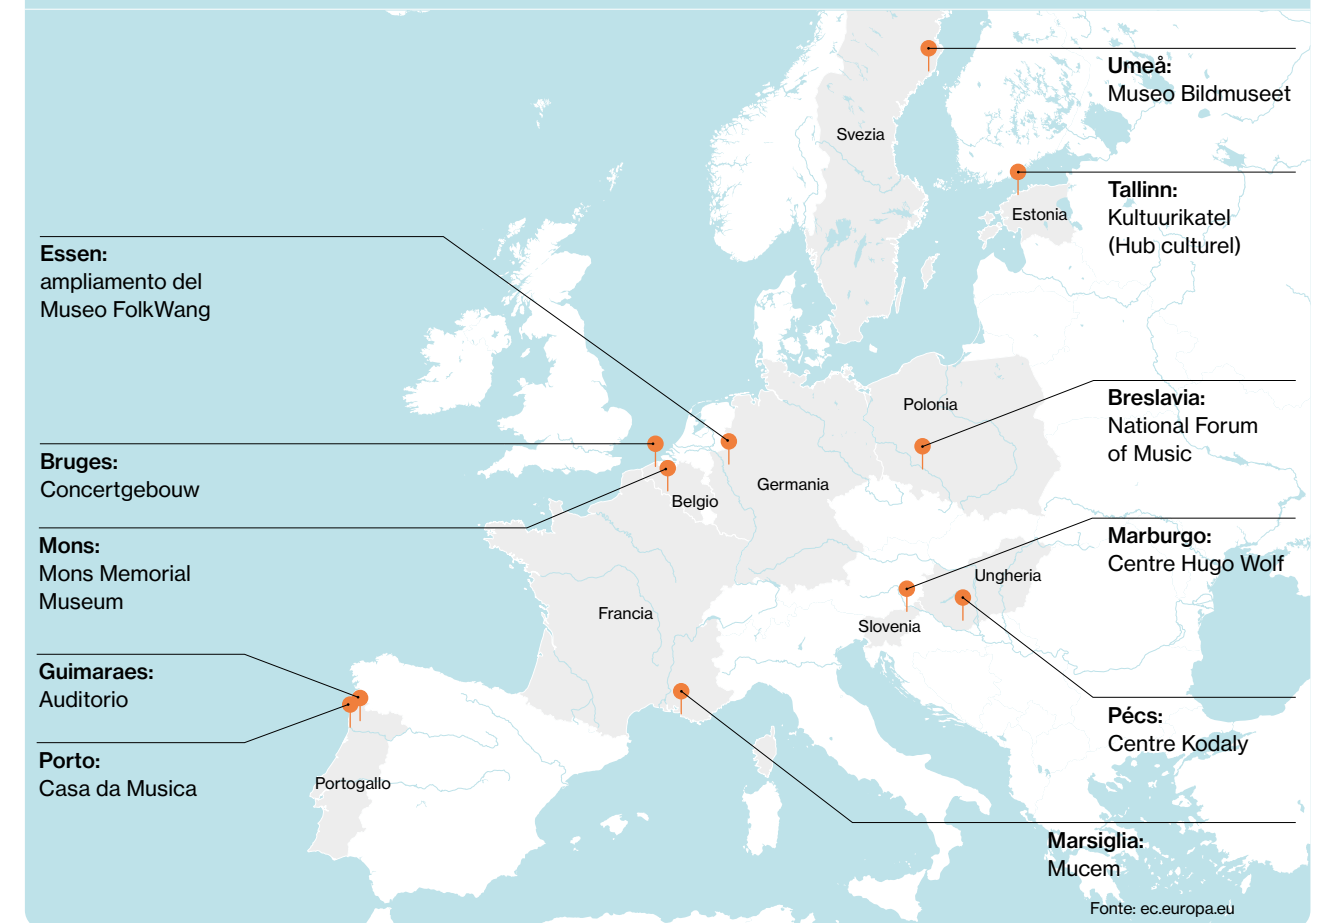 Umeå:
Museo Bildmuseet
Svezia
Tallinn:
Kultuurikatel
(Hub culturel)
Estonia
Essen:
ampliamento del
Museo FolkWang
Breslavia:
National Forum
of Music
Polonia
Bruges:
Concertgebouw
Germania
Belgio
Mons:
Mons Memorial
Museum
Marburgo:
Centre Hugo Wolf
Ungheria
Francia
Slovenia
Guimaraes:
Auditorio
Pécs:
Centre Kodaly
Porto:
Casa da Musica
Portogallo
Marsiglia:
Mucem
Fonte: ec.europa.eu